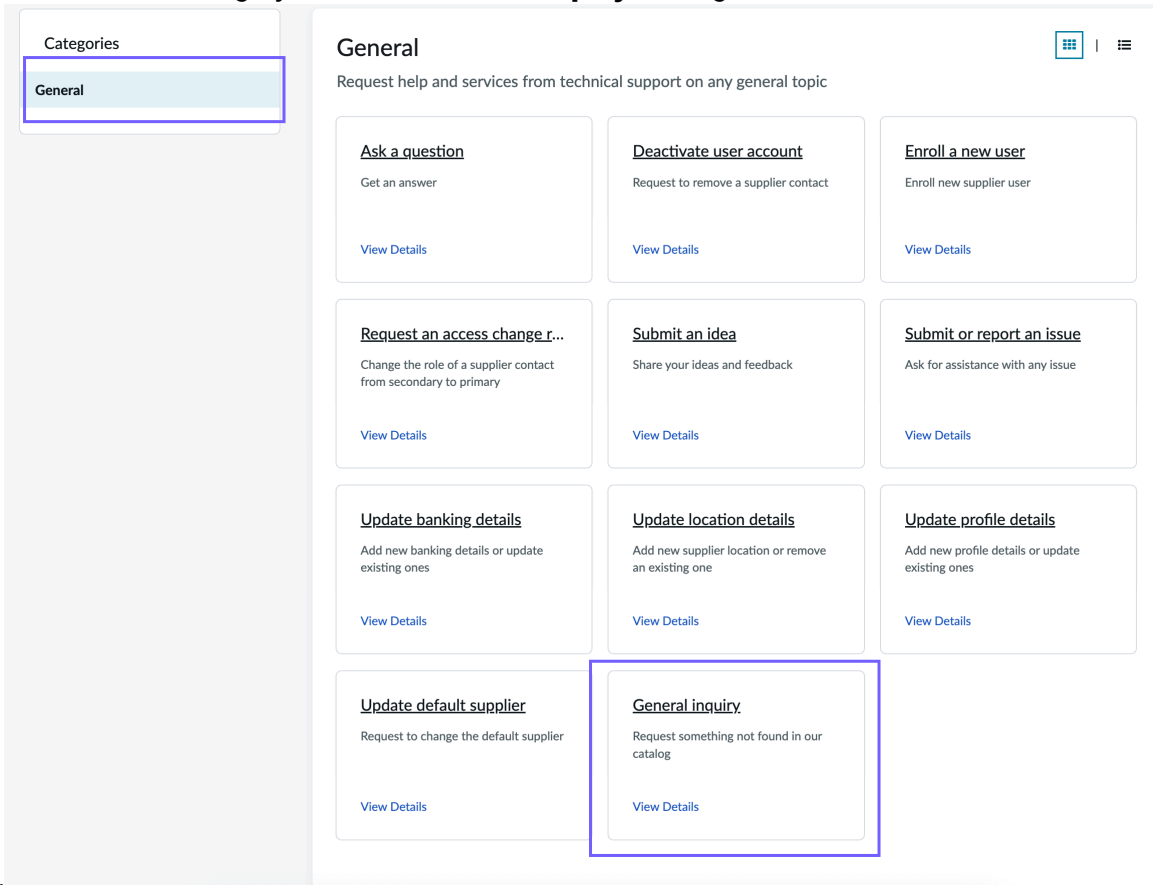 Categories
General
General
|
Request help and services from technical support on any general topic
Ask a question
Get an answer
View Details
Deactivate user account
Request to remove a supplier contact
View Details
Enroll a new user
Enroll new supplier user
View Details
Request an access change r...
Change the role of a supplier contact
from secondary to primary
View Details
Submit an idea
Share your ideas and feedback
View Details
Submit or report an issue
Ask for assistance with any issue
View Details
Update banking details
Add new banking details or update
existing ones
View Details
Update location details
Add new supplier location or remove
an existing one
View Details
Update profile details
Add new profile details or update
existing ones
View Details
Update default supplier
Request to change the default supplier
View Details
General inquiry
Request something not found in our
catalog
View Details